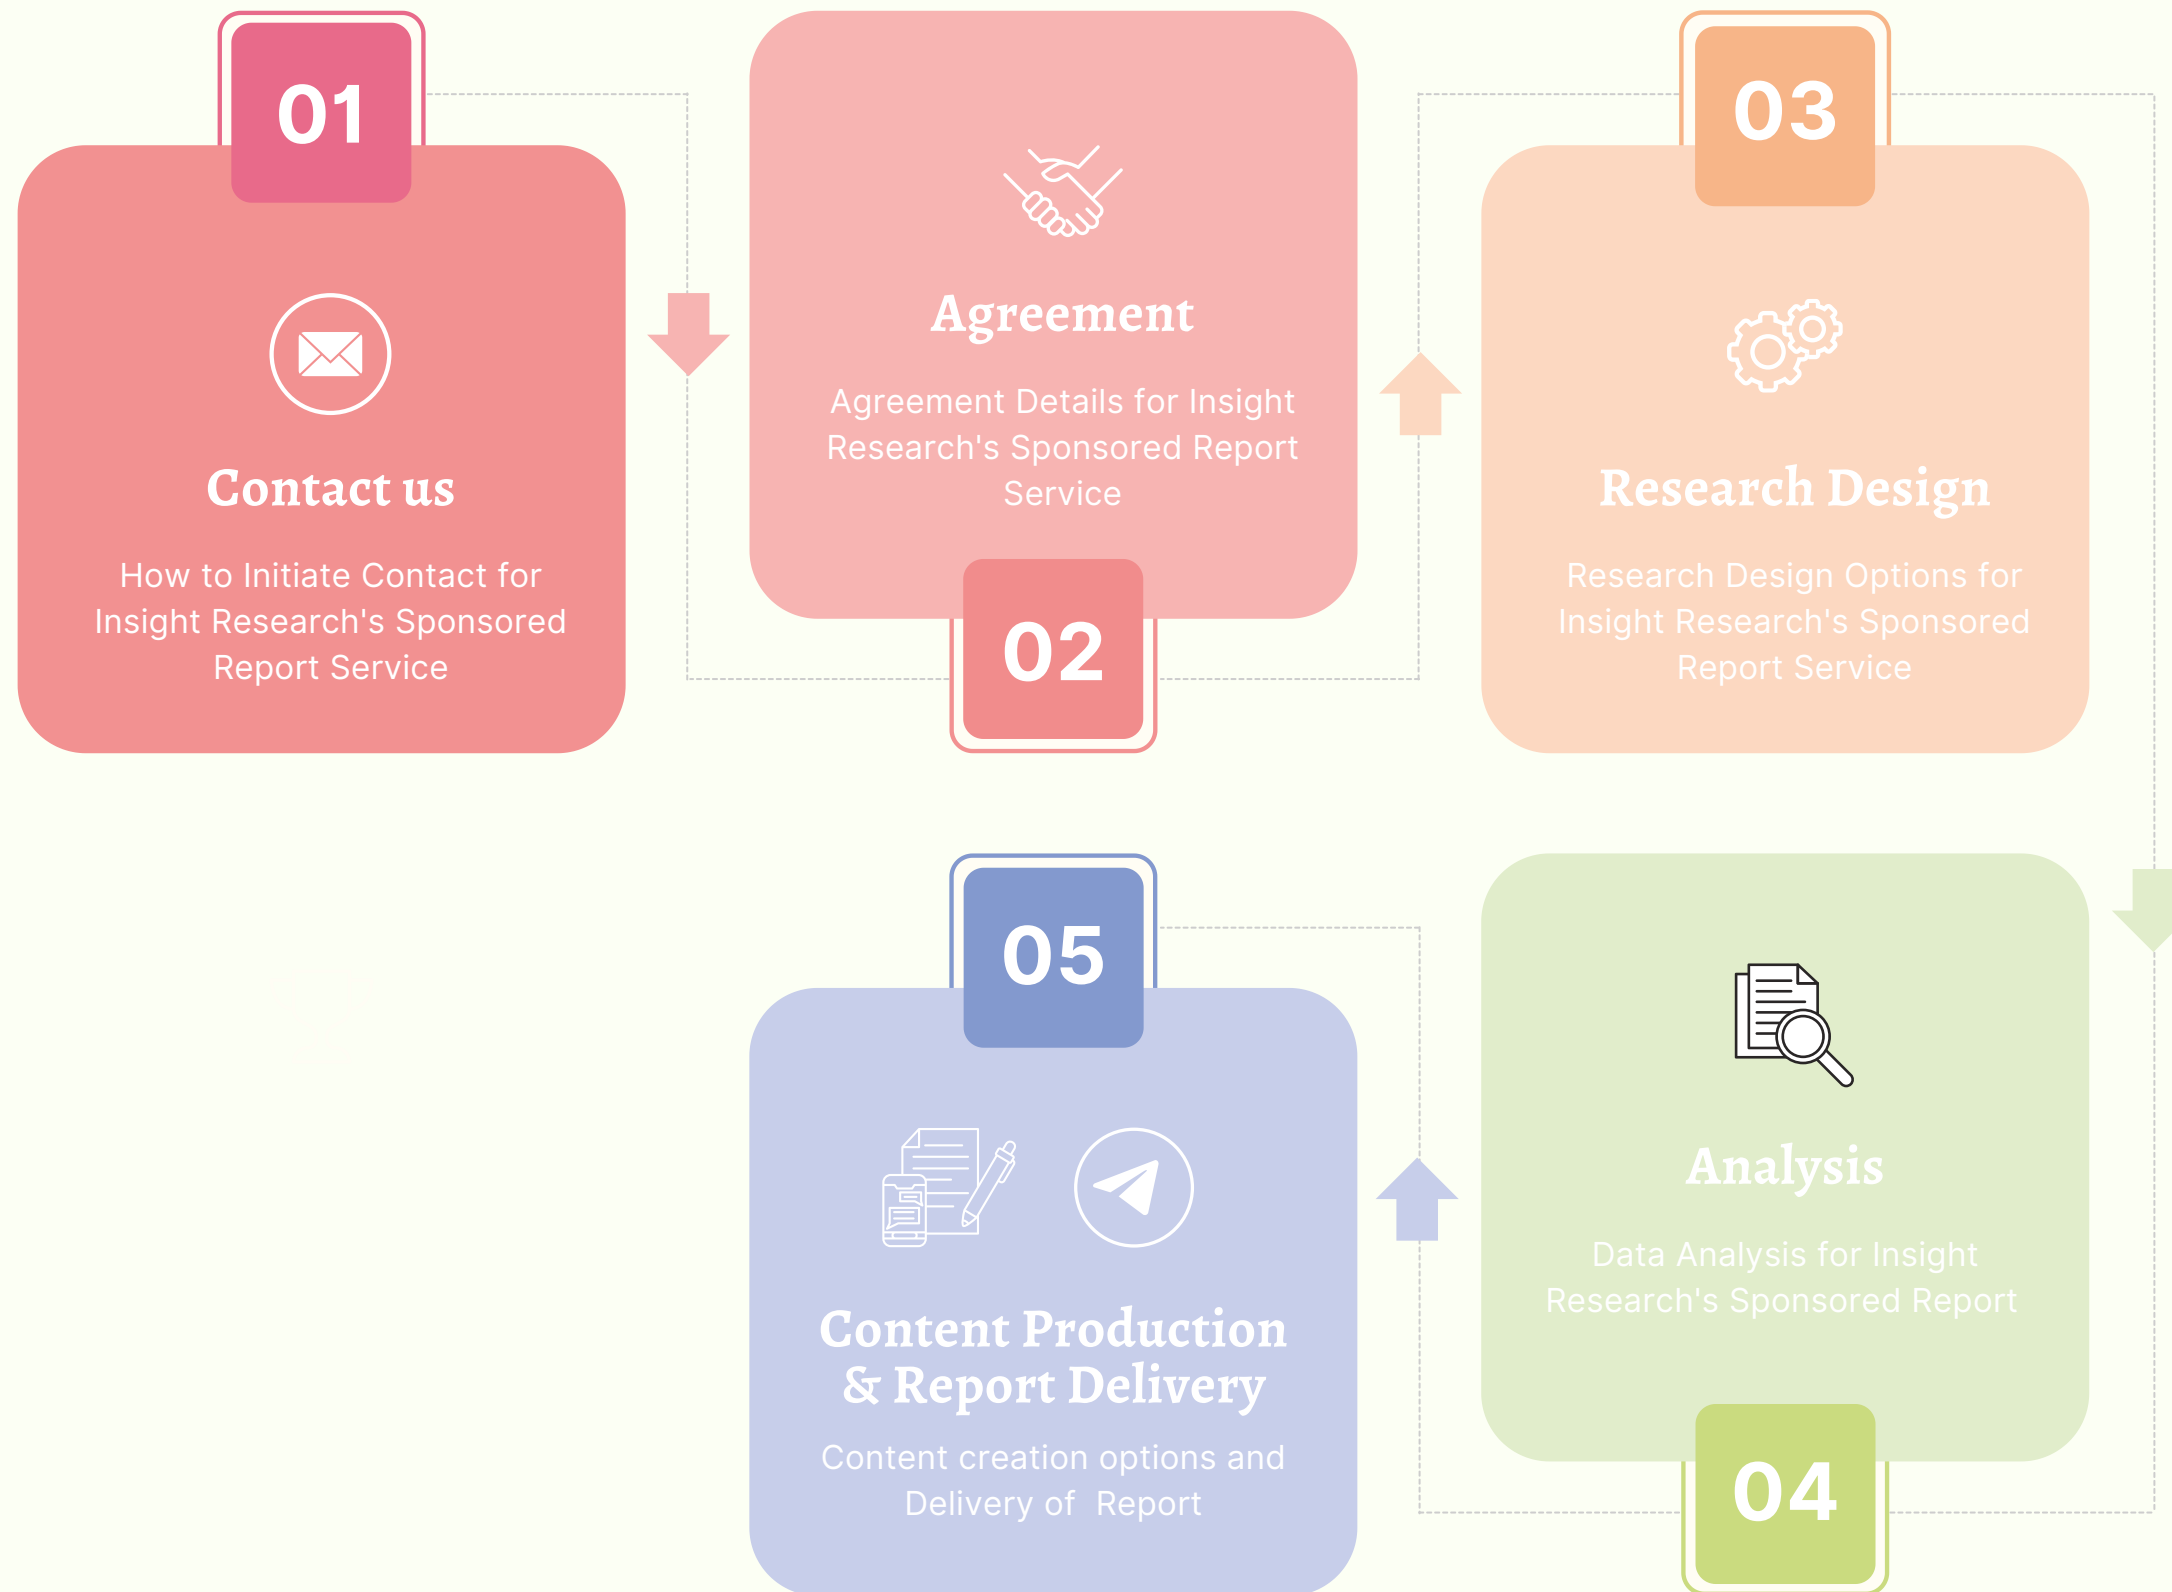 01
Contact us
How to Initiate Contact for
Insight Research's Sponsored
Report Service
Agreement
Agreement Details for Insight
Research's Sponsored Report
Service
02
03
Research Design
Research Design Options for
Insight Research's Sponsored
Report Service
Analysis
Data Analysis for Insight
Research's Sponsored Report
04
05
Content Production
& Report Delivery
Content creation options and
Delivery of  Report